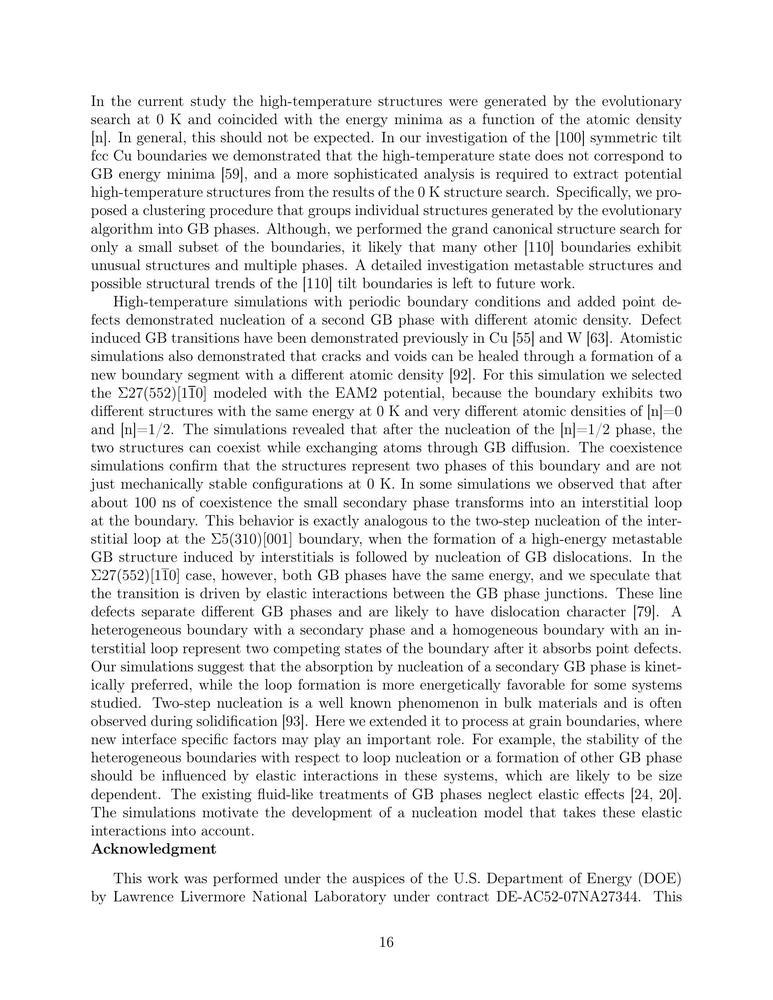 In the current study the high-temperature structures were generated by the evolutionary
search at 0 K and coincided with the energy minima as a function of the atomic density
[n]. In general, this should not be expected. In our investigation of the [100] symmetric tilt
fcc Cu boundaries we demonstrated that the high-temperature state does not correspond to
GB energy minima [59], and a more sophisticated analysis is required to extract potential
high-temperature structures from the results of the 0 K structure search. Specifically, we pro-
posed a clustering procedure that groups individual structures generated by the evolutionary
algorithm into GB phases. Although, we performed the grand canonical structure search for
only a small subset of the boundaries, it likely that many other [110] boundaries exhibit
unusual structures and multiple phases. A detailed investigation metastable structures and
possible structural trends of the [110] tilt boundaries is left to future work.
High-temperature simulations with periodic boundary conditions and added point de-
fects demonstrated nucleation of a second GB phase with different atomic density. Defect
induced GB transitions have been demonstrated previously in Cu [55] and W [63]. Atomistic
simulations also demonstrated that cracks and voids can be healed through a formation of a
new boundary segment with a different atomic density [92]. For this simulation we selected
the Σ27(552)[11̅0] modeled with the EAM2 potential, because the boundary exhibits two
different structures with the same energy at 0 K and very different atomic densities of [n]=0
and [n]=1/2. The simulations revealed that after the nucleation of the [n]=1/2 phase, the
two structures can coexist while exchanging atoms through GB diffusion. The coexistence
simulations confirm that the structures represent two phases of this boundary and are not
just mechanically stable configurations at 0 K. In some simulations we observed that after
about 100 ns of coexistence the small secondary phase transforms into an interstitial loop
at the boundary. This behavior is exactly analogous to the two-step nucleation of the inter-
stitial loop at the Σ5(310)[001] boundary, when the formation of a high-energy metastable
GB structure induced by interstitials is followed by nucleation of GB dislocations. In the
Σ27(552)[11̅0] case, however, both GB phases have the same energy, and we speculate that
the transition is driven by elastic interactions between the GB phase junctions. These line
defects separate different GB phases and are likely to have dislocation character [79]. A
heterogeneous boundary with a secondary phase and a homogeneous boundary with an in-
terstitial loop represent two competing states of the boundary after it absorbs point defects.
Our simulations suggest that the absorption by nucleation of a secondary GB phase is kinet-
ically preferred, while the loop formation is more energetically favorable for some systems
studied. Two-step nucleation is a well known phenomenon in bulk materials and is often
observed during solidification [93]. Here we extended it to process at grain boundaries, where
new interface specific factors may play an important role. For example, the stability of the
heterogeneous boundaries with respect to loop nucleation or a formation of other GB phase
should be influenced by elastic interactions in these systems, which are likely to be size
dependent. The existing fluid-like treatments of GB phases neglect elastic effects [24, 20].
The simulations motivate the development of a nucleation model that takes these elastic
interactions into account.
Acknowledgment
This work was performed under the auspices of the U.S. Department of Energy (DOE)
by Lawrence Livermore National Laboratory under contract DE-AC52-07NA27344. This
16